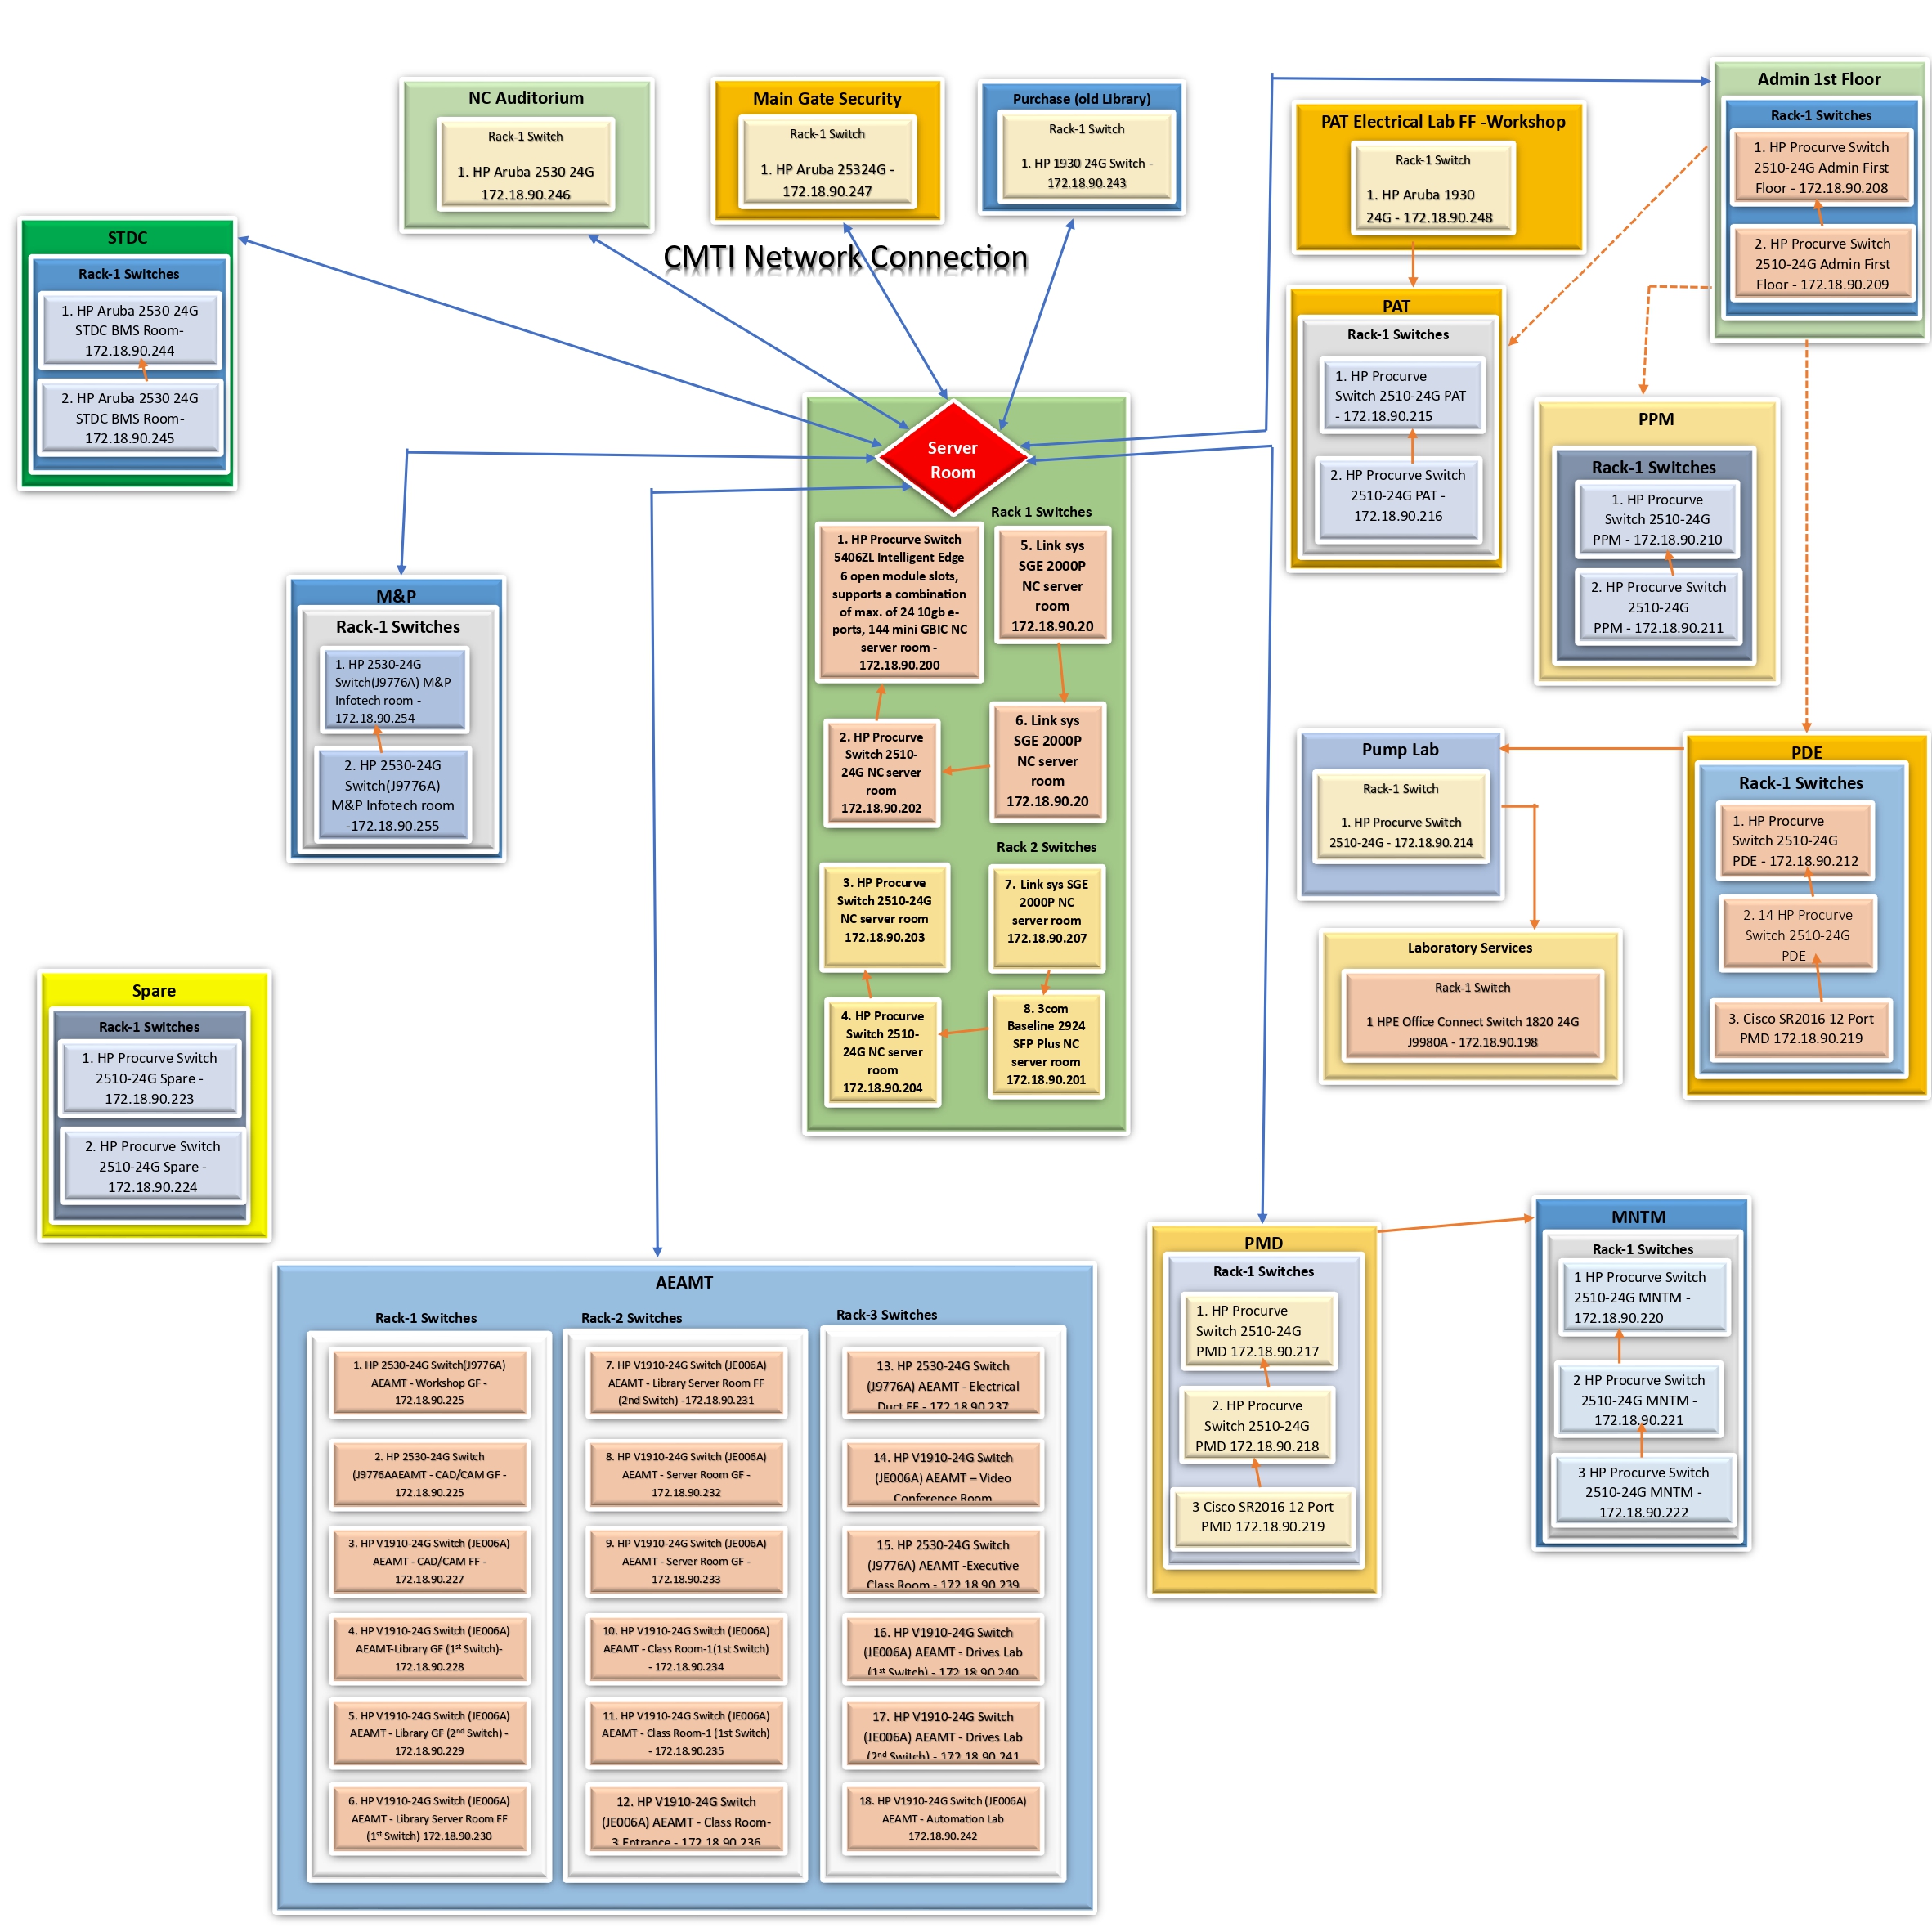 NC Auditorium
Rack-1 Switch
1. HP Aruba 2530 24G
172.18.90.246
Main Gate Security
Rack-1 Switch
1. HP Aruba 25324G -
172.18.90.247
Purchase (old Library)
Rack-1 Switch
1. HP 1930 24G Switch -
172.18.90.243
PAT Electrical Lab FF -Workshop
Rack-1 Switch
1. HP Aruba 1930
24G - 172.18.90.248
Admin 1st Floor
Rack-1 Switches
1. HP Procurve Switch
2510-24G Admin First
Floor - 172.18.90.208
2. HP Procurve Switch
2510-24G Admin First
Floor - 172.18.90.209
STDC
Rack-1 Switches
1. HP Aruba 2530 24G
STDC BMS Room-
172.18.90.244
2. HP Aruba 2530 24G
STDC BMS Room-
172.18.90.245
CMTI Network Connection
PAT
Rack-1 Switches
1. HP Procurve
Switch 2510-24G PAT
- 172.18.90.215
2. HP Procurve Switch
2510-24G PAT -
172.18.90.216
PPM
Rack-1 Switches
1. HP Procurve
Switch 2510-24G
PPM - 172.18.90.210
2. HP Procurve Switch
2510-24G
PPM - 172.18.90.211
Server
Room
Rack 1 Switches
1. HP Procurve Switch
5406ZL Intelligent Edge
6 open module slots,
supports a combination
of max. of 24 10gb e-
ports, 144 mini GBIC NC
server room -
172.18.90.200
5. Link sys
SGE 2000P
NC server
room
172.18.90.20
2. HP Procurve
Switch 2510-
24G NC server
room
172.18.90.202
6. Link sys
SGE 2000P
NC server
room
172.18.90.20
Rack 2 Switches
3. HP Procurve
Switch 2510-24G
NC server room
172.18.90.203
7. Link sys SGE
2000P NC
server room
172.18.90.207
4. HP Procurve
Switch 2510-
24G NC server
room
172.18.90.204
8. 3com
Baseline 2924
SFP Plus NC
server room
172.18.90.201
M&P
Rack-1 Switches
1. HP 2530-24G
Switch(J9776A) M&P
Infotech room -
172.18.90.254
2. HP 2530-24G
Switch(J9776A)
M&P Infotech room
-172.18.90.255
Pump Lab
Rack-1 Switch
1. HP Procurve Switch
2510-24G - 172.18.90.214
PDE
Rack-1 Switches
1. HP Procurve
Switch 2510-24G
PDE - 172.18.90.212
2. 14 HP Procurve
Switch 2510-24G
PDE -
3. Cisco SR2016 12 Port
PMD 172.18.90.219
Laboratory Services
Rack-1 Switch
1 HPE Office Connect Switch 1820 24G
J9980A - 172.18.90.198
Spare
Rack-1 Switches
1. HP Procurve Switch
2510-24G Spare -
172.18.90.223
2. HP Procurve Switch
2510-24G Spare -
172.18.90.224
PMD
Rack-1 Switches
1. HP Procurve
Switch 2510-24G
PMD 172.18.90.217
2. HP Procurve
Switch 2510-24G
PMD 172.18.90.218
3 Cisco SR2016 12 Port
PMD 172.18.90.219
MNTM
Rack-1 Switches
1 HP Procurve Switch
2510-24G MNTM -
172.18.90.220
2 HP Procurve Switch
2510-24G MNTM -
172.18.90.221
3 HP Procurve Switch
2510-24G MNTM -
172.18.90.222
AEAMT
Rack-1 Switches
1. HP 2530-24G Switch(J9776A)
AEAMT - Workshop GF -
172.18.90.225
2. HP 2530-24G Switch
(J9776AAEAMT - CAD/CAM GF -
172.18.90.225
3. HP V1910-24G Switch (JE006A)
AEAMT - CAD/CAM FF -
172.18.90.227
4. HP V1910-24G Switch (JE006A)
AEAMT-Library GF (1st Switch)-
172.18.90.228
5. HP V1910-24G Switch (JE006A)
AEAMT - Library GF (2nd Switch) -
172.18.90.229
6. HP V1910-24G Switch (JE006A)
AEAMT - Library Server Room FF
(1st Switch) 172.18.90.230
Rack-2 Switches
7. HP V1910-24G Switch (JE006A)
AEAMT - Library Server Room FF
(2nd Switch) -172.18.90.231
8. HP V1910-24G Switch (JE006A)
AEAMT - Server Room GF -
172.18.90.232
9. HP V1910-24G Switch (JE006A)
AEAMT - Server Room GF -
172.18.90.233
10. HP V1910-24G Switch (JE006A)
AEAMT - Class Room-1(1st Switch)
- 172.18.90.234
11. HP V1910-24G Switch (JE006A)
AEAMT - Class Room-1 (1st Switch)
- 172.18.90.235
12. HP V1910-24G Switch
(JE006A) AEAMT - Class Room-
3 Entrance - 172.18.90.236
Rack-3 Switches
13. HP 2530-24G Switch
(J9776A) AEAMT - Electrical
Duct FF - 172.18.90.237
14. HP V1910-24G Switch
(JE006A) AEAMT – Video
Conference Room
15. HP 2530-24G Switch
(J9776A) AEAMT -Executive
Class Room - 172.18.90.239
16. HP V1910-24G Switch
(JE006A) AEAMT - Drives Lab
(1st Switch) - 172.18.90.240
17. HP V1910-24G Switch
(JE006A) AEAMT - Drives Lab
(2nd Switch) - 172.18.90.241
18. HP V1910-24G Switch (JE006A)
AEAMT - Automation Lab
172.18.90.242